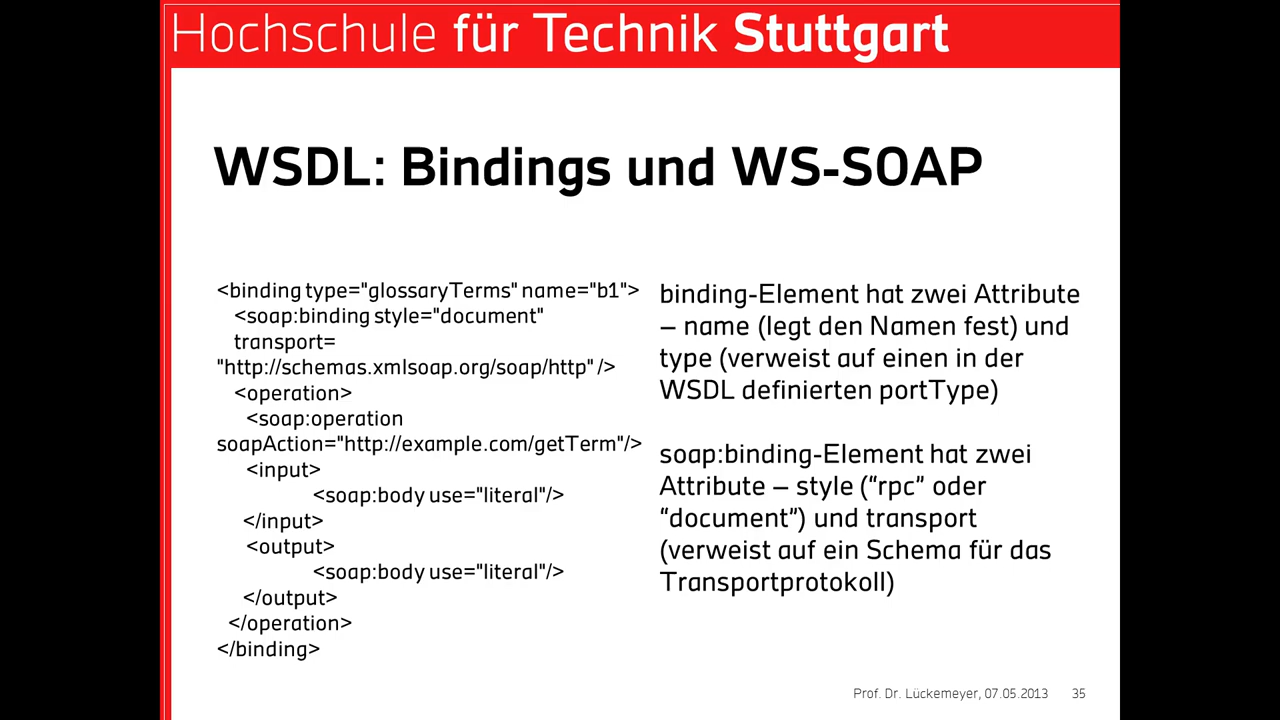 Hochschule für Technik Stuttgart
WSDL: Bindings und WS-SOAP
<binding type="glossaryTerms" name="b1">
<soap:binding style="document"
transport=
"http://schemas.xmlsoap.org/soap/http" />
<operation>
<soap:operation
soapAction="http://example.com/getTerm"/>
<input>
<soap:body use="literal"/>
</input>
<output>
<soap:body use="literal"/>
</output>
</operation>
</binding>
binding-Element hat zwei Attribute
– name (legt den Namen fest) und
type (verweist auf einen in der
WSDL definierten portType)
soap:binding-Element hat zwei
Attribute – style (“rpc” oder
“document”) und transport
(verweist auf ein Schema für das
Transportprotokoll)
Prof. Dr. Lückemeyer, 07.05.2013 35